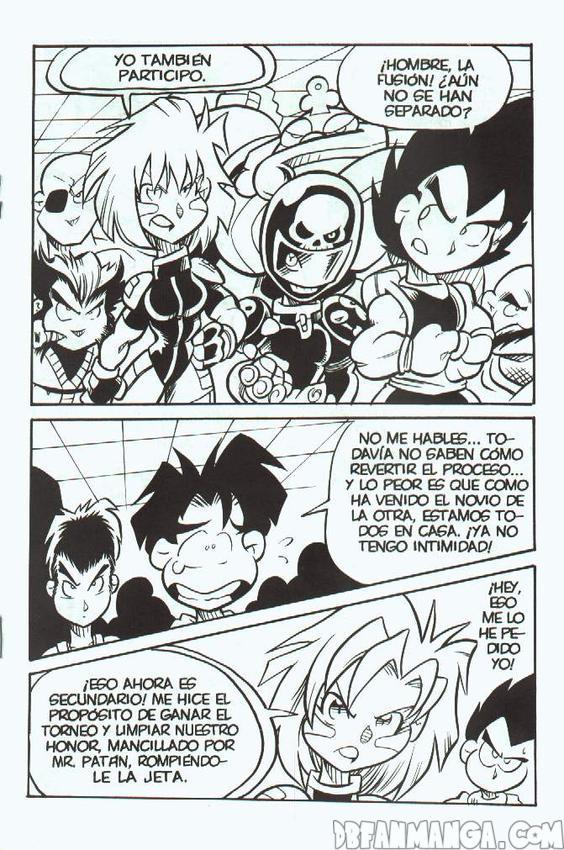 YO TAMBIÉN
PARTICIPO.
¡HOMBRE, LA
FUSIÓN! ¿AÚN
NO SE HAN
SEPARADO?
NO ME HABLES... TO-
DAVÍA NO SABEN CÓMO
REVERTIR EL PROCESO...
Y LO PEOR ES QUE COMO
HA VENIDO EL NOVIO DE
LA OTRA, ESTAMOS TO-
DOS EN CASA. ¡YA NO
TENGO INTIMIDAD!
¡HEY,
ESO
ME LO
HE PE-
DIDO
YO!
¡ESO AHORA ES
SECUNDARIO! ME HICE EL
PROPÓSITO DE GANAR EL
TORNEO Y LIMPIAR NUESTRO
HONOR, MANCILLADO POR
MR. PATÁN, ROMPIENDO-
LE LA JETA.
DBFANMANGA.COM